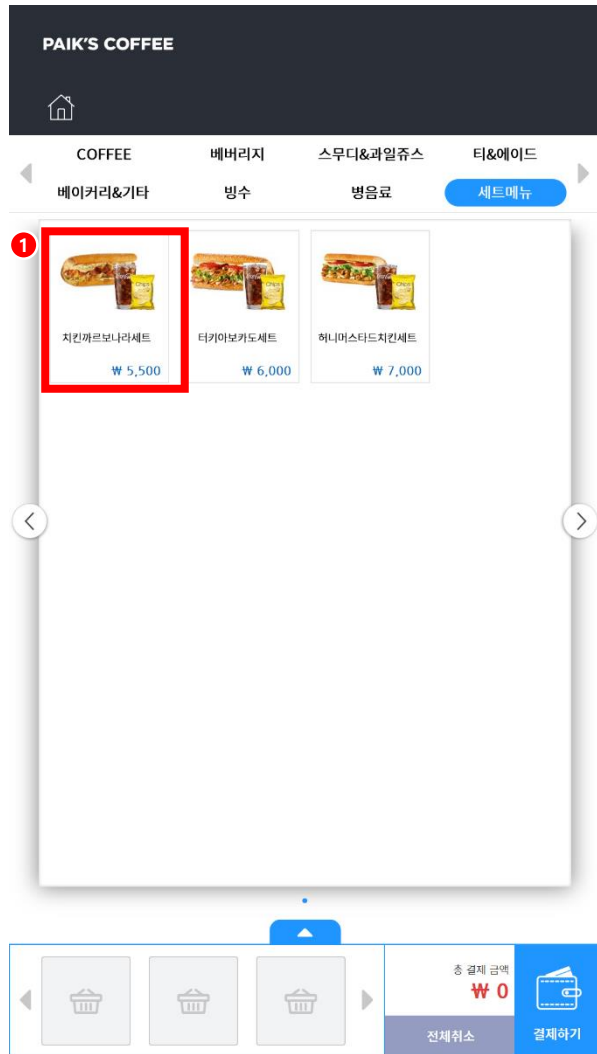 PAIK'S COFFEE
COFFEE 베버리지 스무디&과일쥬스 티&에이드
베이커리&기타 빙수 병음료 세트메뉴
1
Chips Chips Chips
치킨까르보나라세트 터키아보카도세트 허니머스타드치킨세트
₩ 5,500 ₩ 6,000 ₩ 7,000
총 결제 금액
₩ 0
전체취소 결제하기